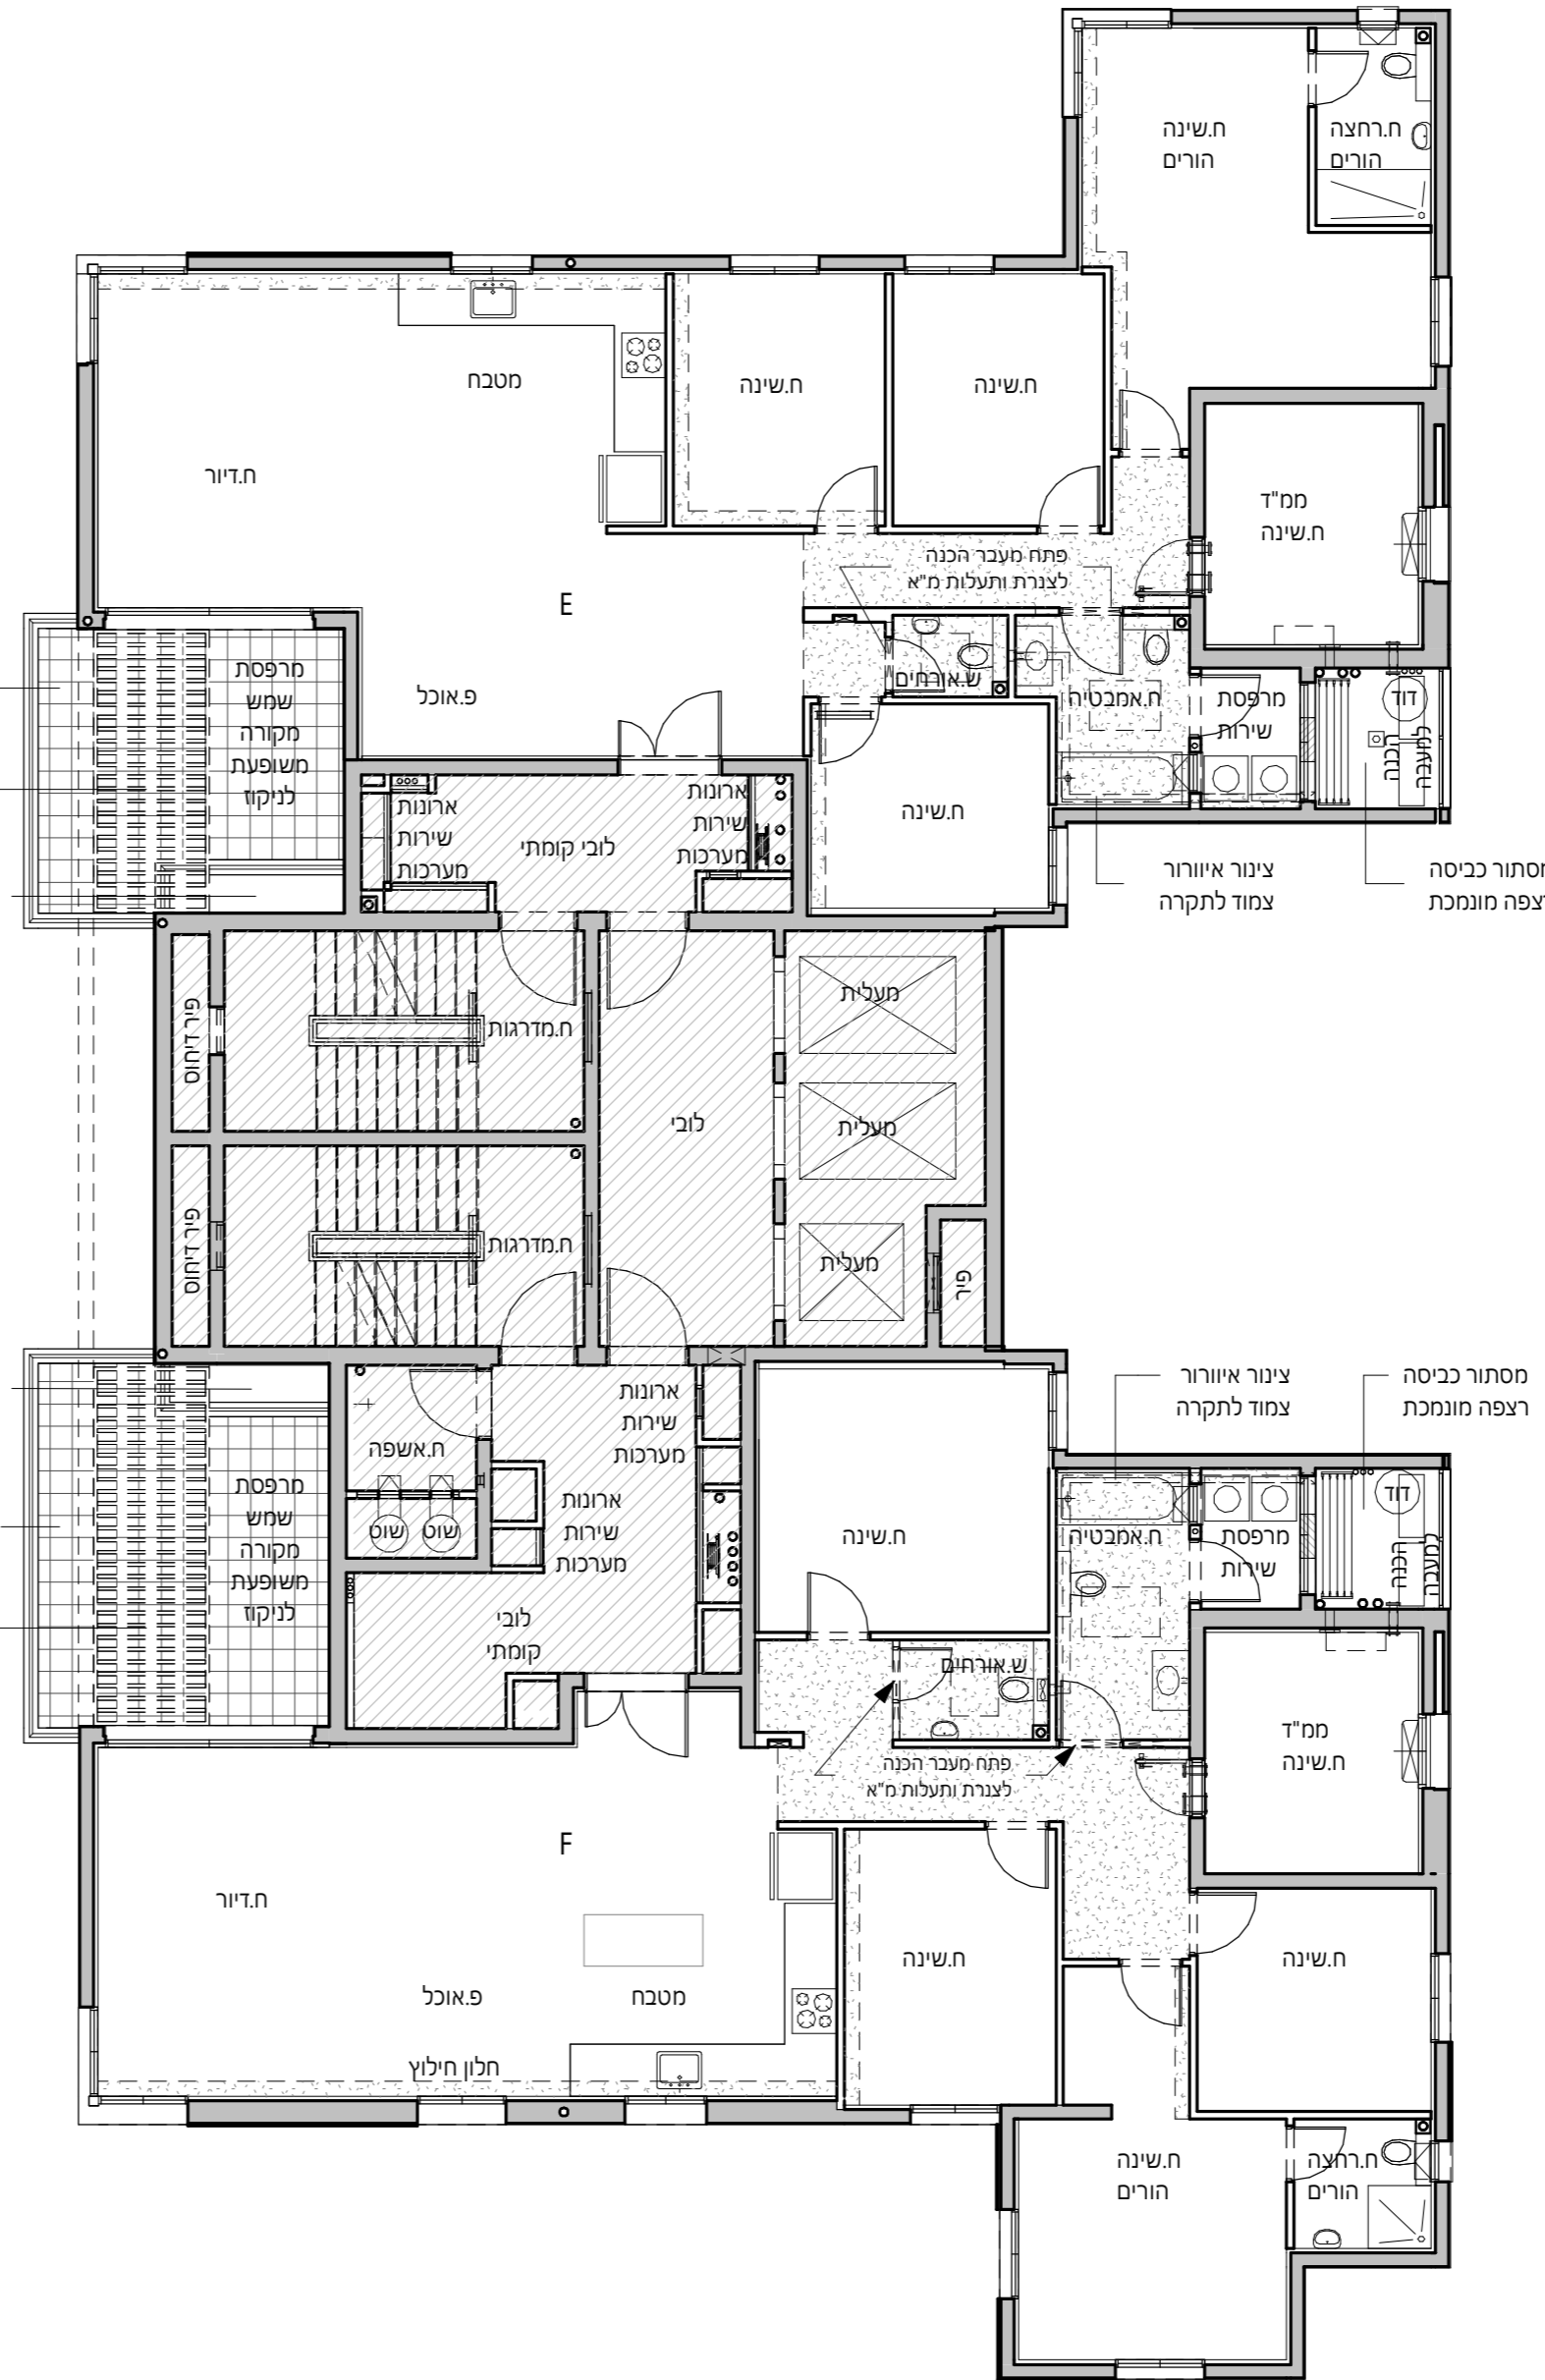 ח.שינה
הורים
ח.רחצה
הורים
מטבח
ח.שינה
ח.שינה
ח.דיור
ממ"ד
ח.שינה
פתח מעבר הכנה
לצנרת ותעלות מ"א
E
מרפסת
שמש
מקורה
משופעת
לניקוז
פ.אוכל
ש.אורחים
ח.אמבטיה
מרפסת
שירות
דוד
הכנה
למעבה
ארונות
שירות
מערכות
לובי קומתי
ארונות
שירות
מערכות
ח.שינה
צינור איוורור
צמוד לתקרה
מסתור כביסה
רצפה מונמכת
פיר דיחוס
ח.מדרגות
מעלית
לובי
מעלית
פיר דיחוס
ח.מדרגות
מעלית
פיר
צינור איוורור
צמוד לתקרה
מסתור כביסה
רצפה מונמכת
ארונות
שירות
מערכות
ח.אשפה
שוט
שוט
ארונות
שירות
מערכות
מרפסת
שמש
מקורה
משופעת
לניקוז
ח.שינה
ח.אמבטיה
מרפסת
שירות
דוד
הכנה
למעבה
לובי
קומתי
ש.אורחים
ממ"ד
ח.שינה
פתח מעבר הכנה
לצנרת ותעלות מ"א
F
ח.דיור
פ.אוכל
מטבח
ח.שינה
ח.שינה
חלון חילוץ
ח.שינה
הורים
ח.רחצה
הורים